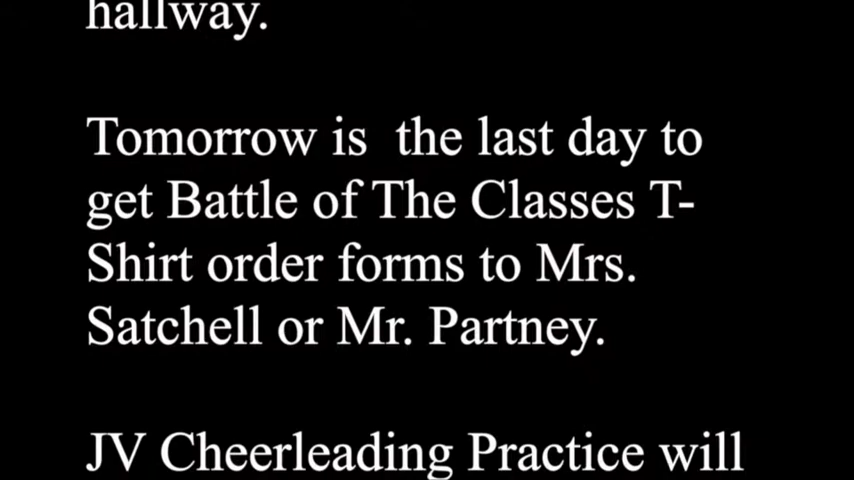 hallway.
Tomorrow is  the last day to
get Battle of The Classes T-
Shirt order forms to Mrs.
Satchell or Mr. Partney.
JV Cheerleading Practice will